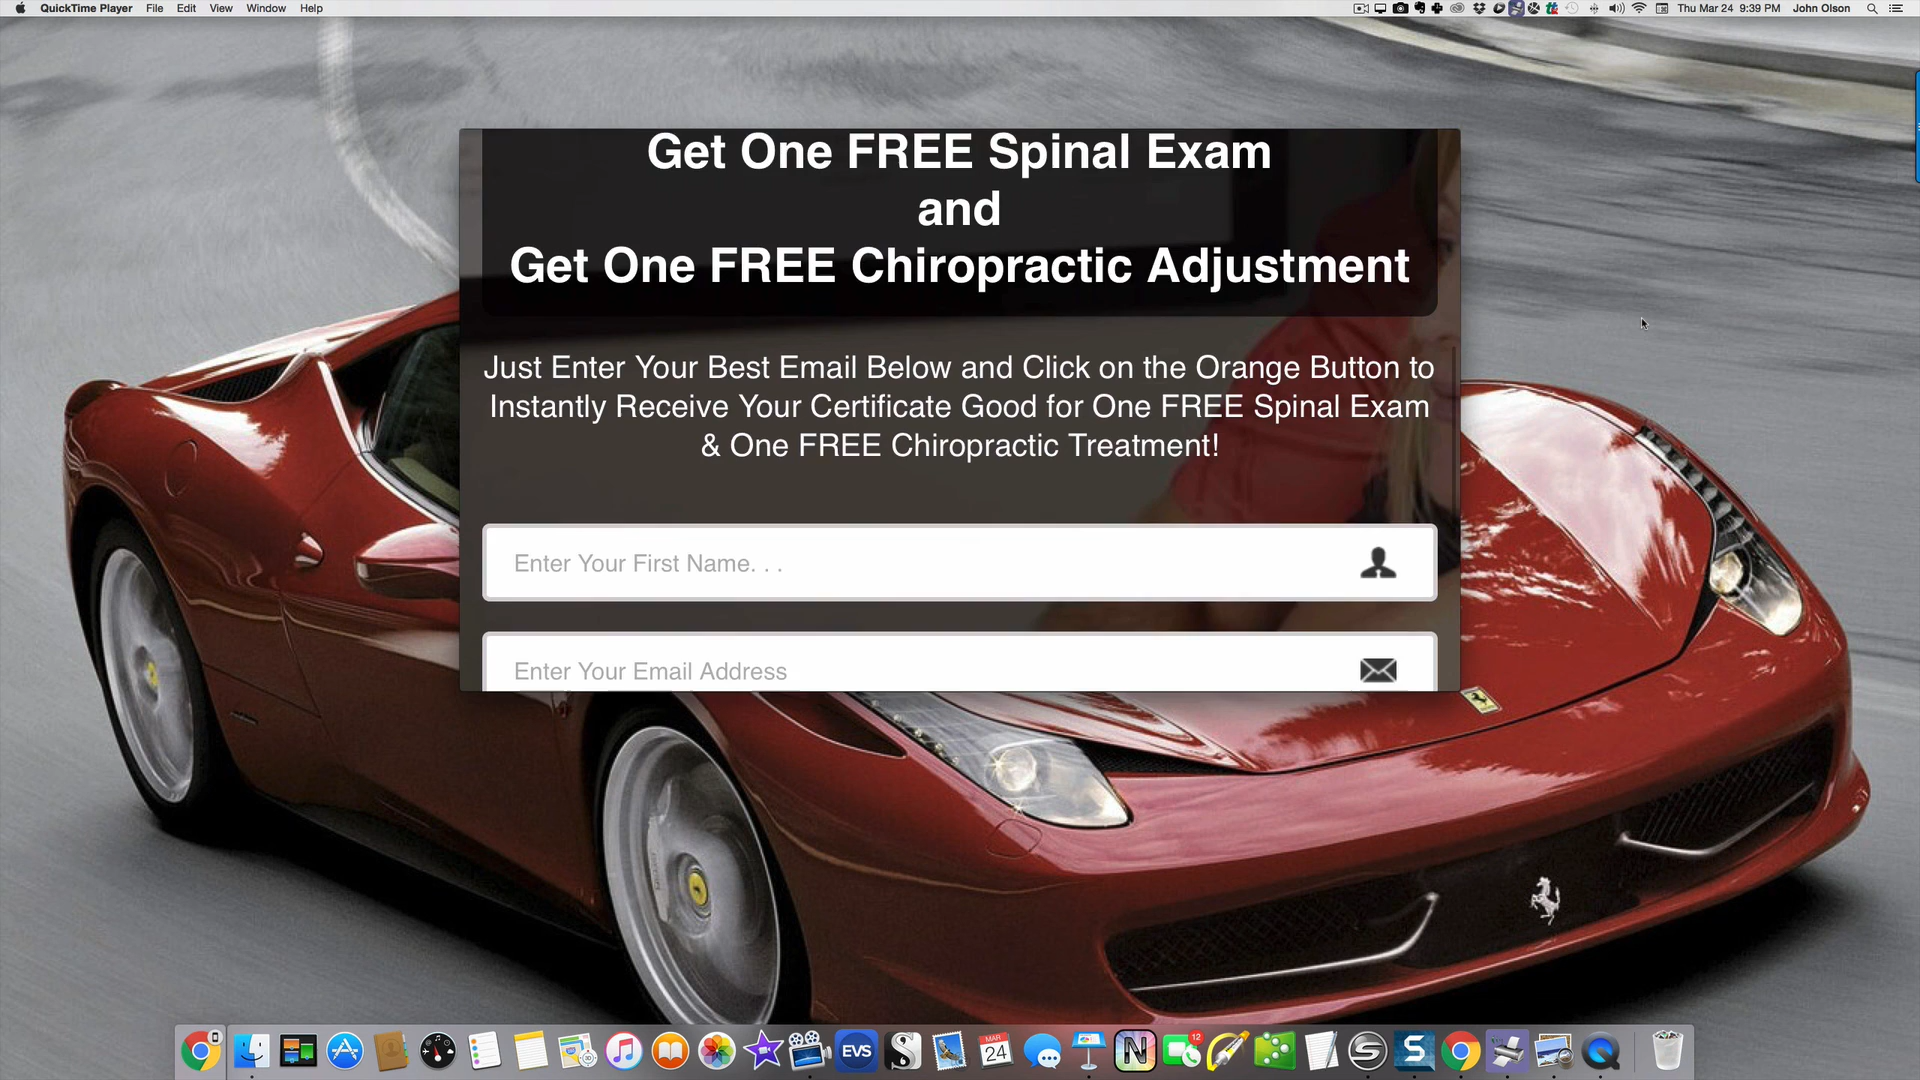 QuickTime Player File Edit View Window Help Thu Mar 24 9:39 PM John Olson
Get One FREE Spinal Exam
and
Get One FREE Chiropractic Adjustment
Just Enter Your Best Email Below and Click on the Orange Button to
Instantly Receive Your Certificate Good for One FREE Spinal Exam
& One FREE Chiropractic Treatment!
Enter Your First Name. . .
Enter Your Email Address
EVS
S
MAR
24
N
12
S
S